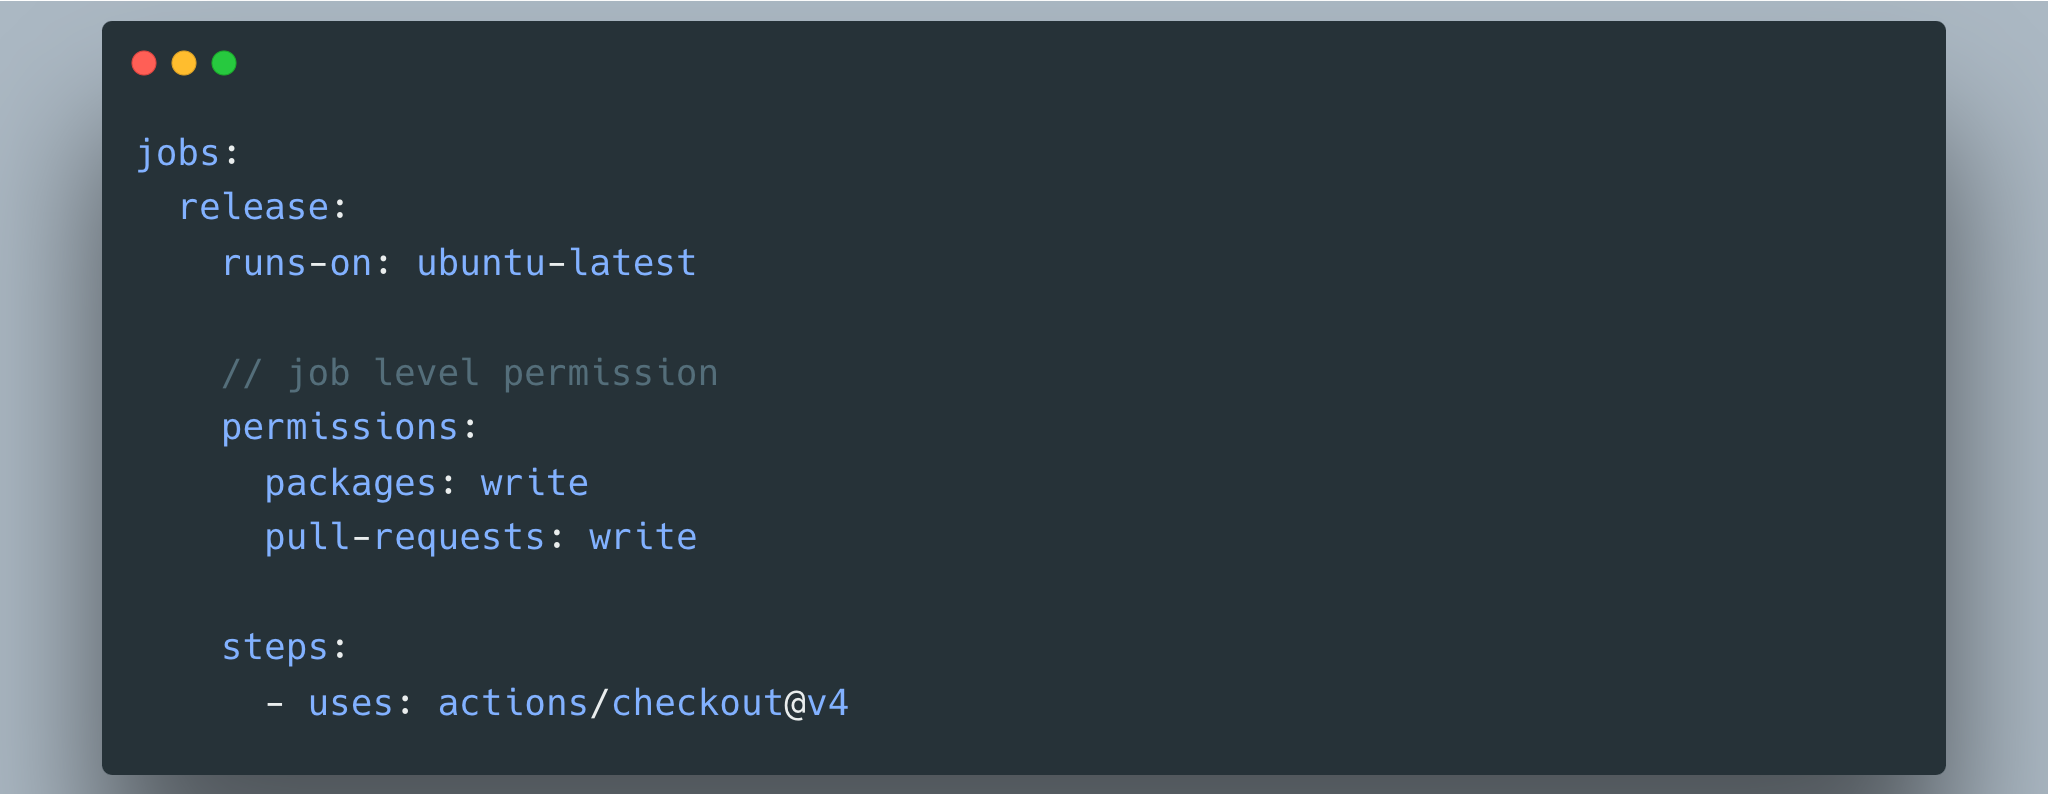 jobs:
  release:
    runs-on: ubuntu-latest

    // job level permission
    permissions:
      packages: write
      pull-requests: write

    steps:
      - uses: actions/checkout@v4